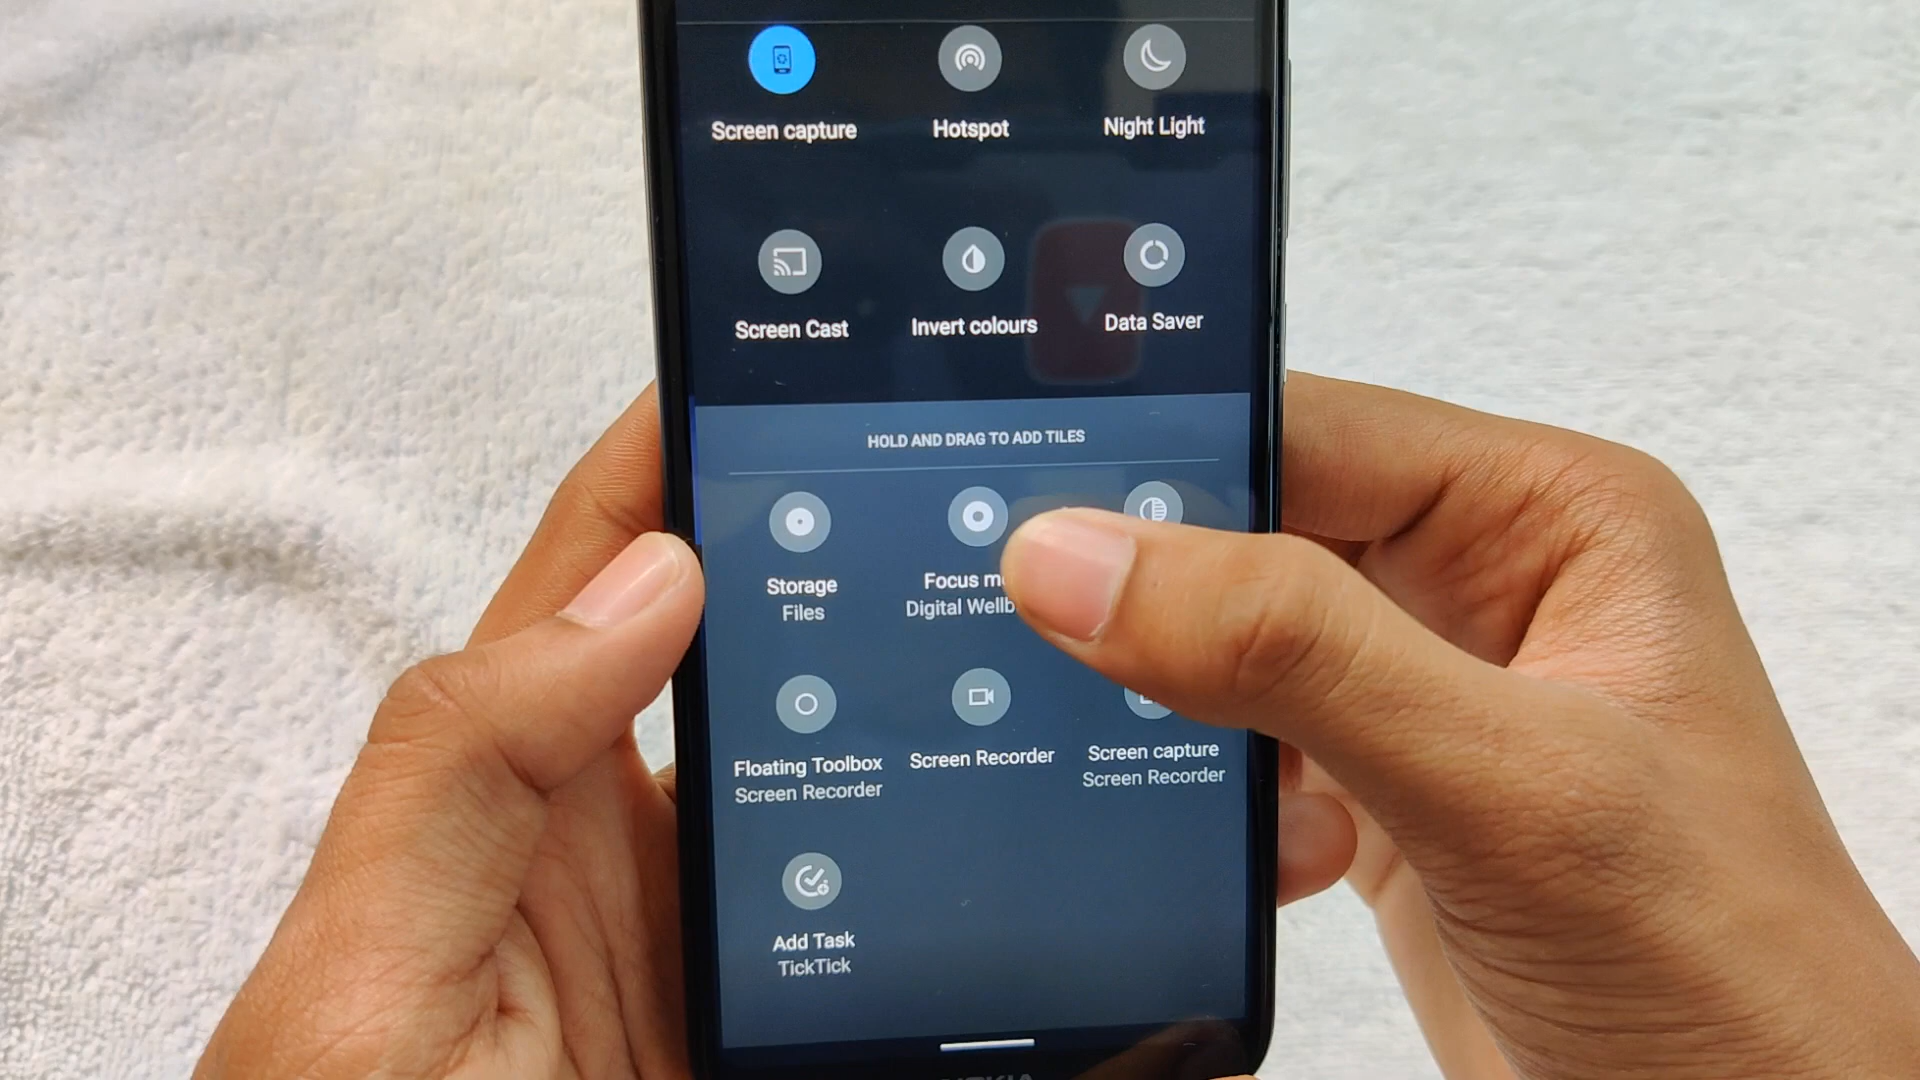 Screen capture
Hotspot
Night Light
Screen Cast
Invert colours
Data Saver
HOLD AND DRAG TO ADD TILES
Storage
Files
Focus
Digital
Floating Toolbox
Screen Recorder
Screen Recorder
Screen capture
Screen Recorder
Add Task
TickTick